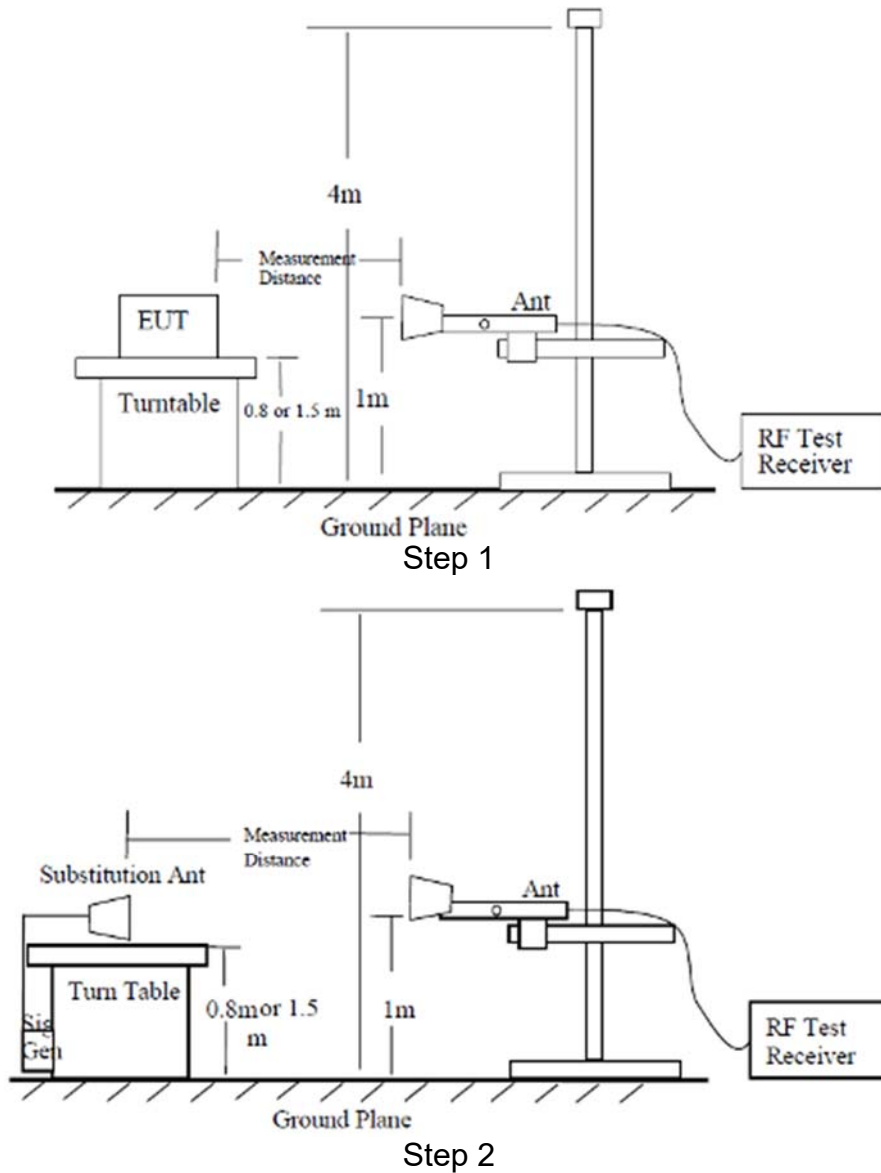 4m
Measurement
Distance
EUT
Ant
Turntable
0.8 or 1.5 m
1m
RF Test
Receiver
Ground Plane
Step 1
4m
Measurement
Distance
Substitution Ant
Ant
Turn Table
0.8m or 1.5
m
1m
Sig
Gen
RF Test
Receiver
Ground Plane
Step 2